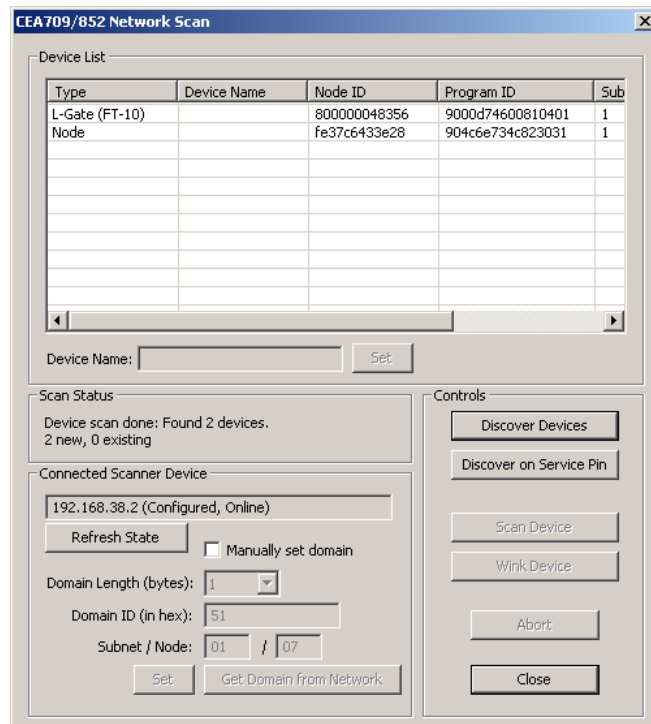 CEA709/852 Network Scan
Device List
Type Device Name Node ID Program ID Sub
L-Gate (FT-10) 800000048356 9000d74600810401 1
Node fe37c6433e28 904c6e734c823031 1
Device Name: Set
Scan Status
Device scan done: Found 2 devices.
2 new, 0 existing
Connected Scanner Device
192.168.38.2 (Configured, Online)
Refresh State
Manually set domain
Domain Length (bytes): 1
Domain ID (in hex): 51
Subnet / Node: 01 / 07
Set Get Domain from Network
Controls
Discover Devices
Discover on Service Pin
Scan Device
Wink Device
Abort
Close